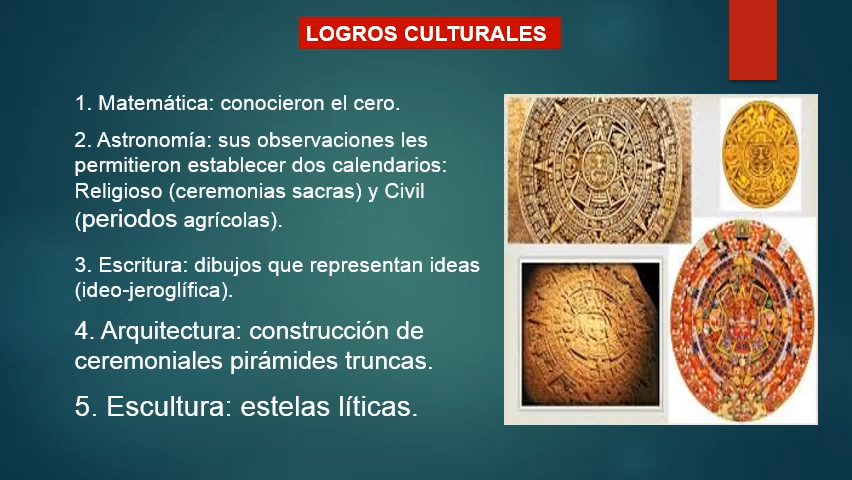 LOGROS CULTURALES
1. Matemática: conocieron el cero.
2. Astronomía: sus observaciones les
permitieron establecer dos calendarios:
Religioso (ceremonias sacras) y Civil
(periodos agrícolas).
3. Escritura: dibujos que representan ideas
(ideo-jeroglífica).
4. Arquitectura: construcción de
ceremoniales pirámides truncas.
5. Escultura: estelas líticas.